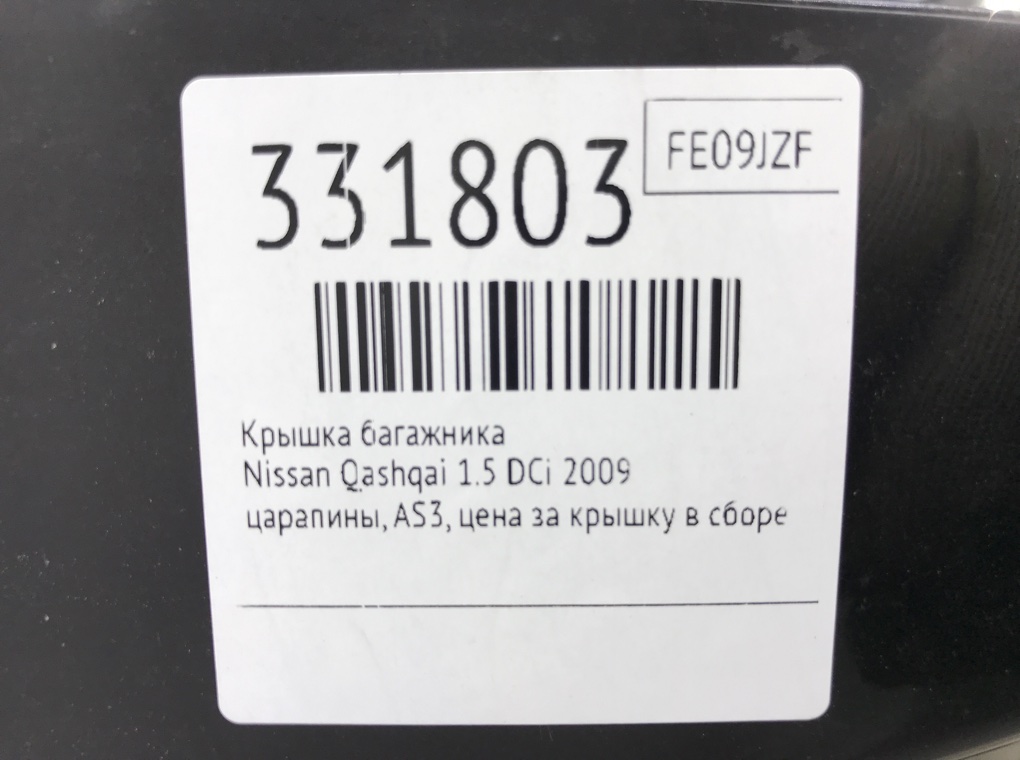 331803
FE09JZF
Крышка багажника
Nissan Qashqai 1.5 DCi 2009
царапины, AS3, цена за крышку в сборе